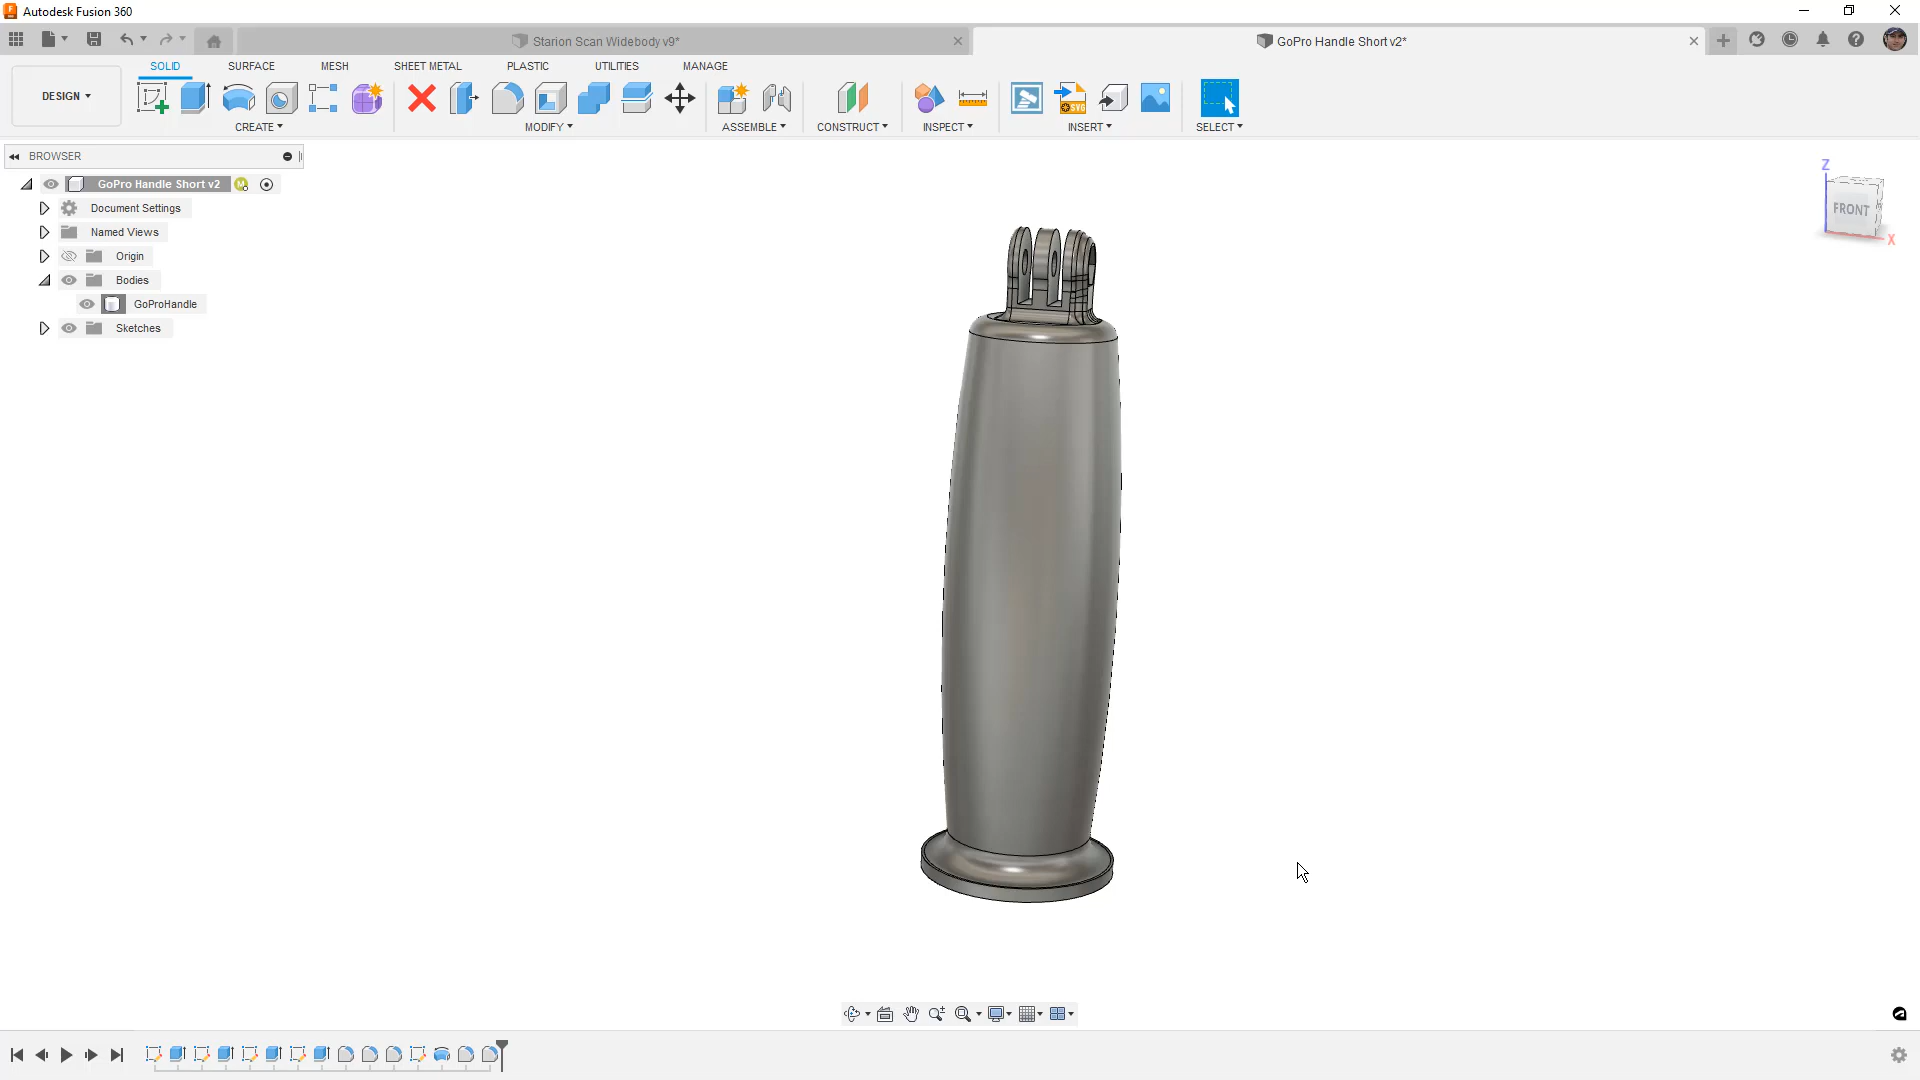 Autodesk Fusion 360
Starion Scan Widebody v9*
GoPro Handle Short v2*
SOLID SURFACE MESH SHEET METAL PLASTIC UTILITIES MANAGE
DESIGN
CREATE MODIFY ASSEMBLE CONSTRUCT INSPECT INSERT SELECT
SVG
BROWSER
GoPro Handle Short v2
Document Settings
Named Views
Origin
Bodies
GoProHandle
Sketches
Z
FRONT
X